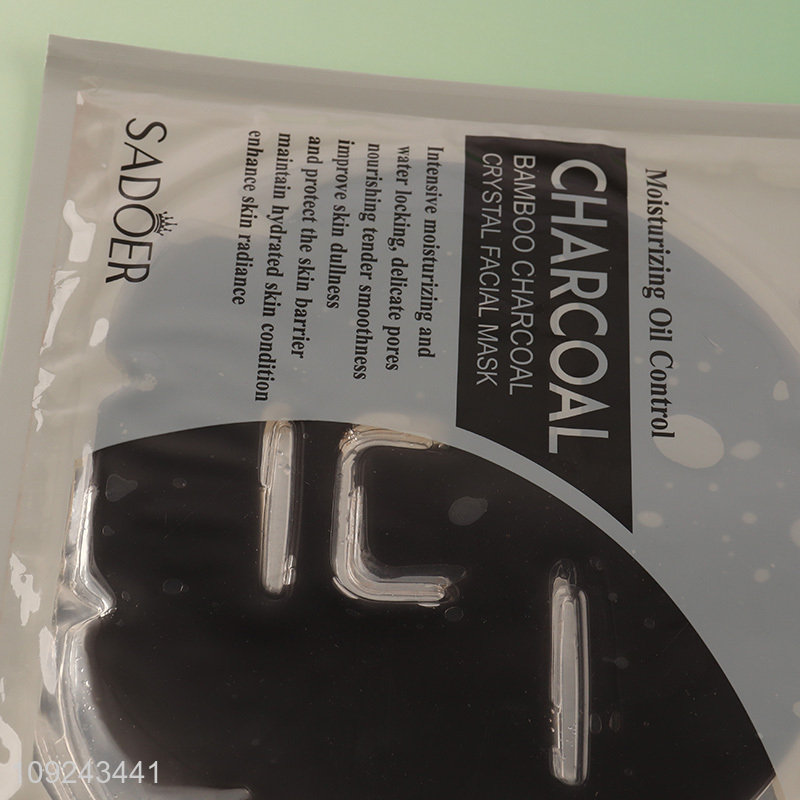 Moisturizing Oil Control
CHARCOAL
BAMBOO CHARCOAL
CRYSTAL FACIAL MASK
Intensive moisturizing and
water locking, delicate pores
nourishing tender smoothness
improve skin dullness
and protect the skin barrier
maintain hydrated skin condition
enhance skin radiance
SADOER
109243441